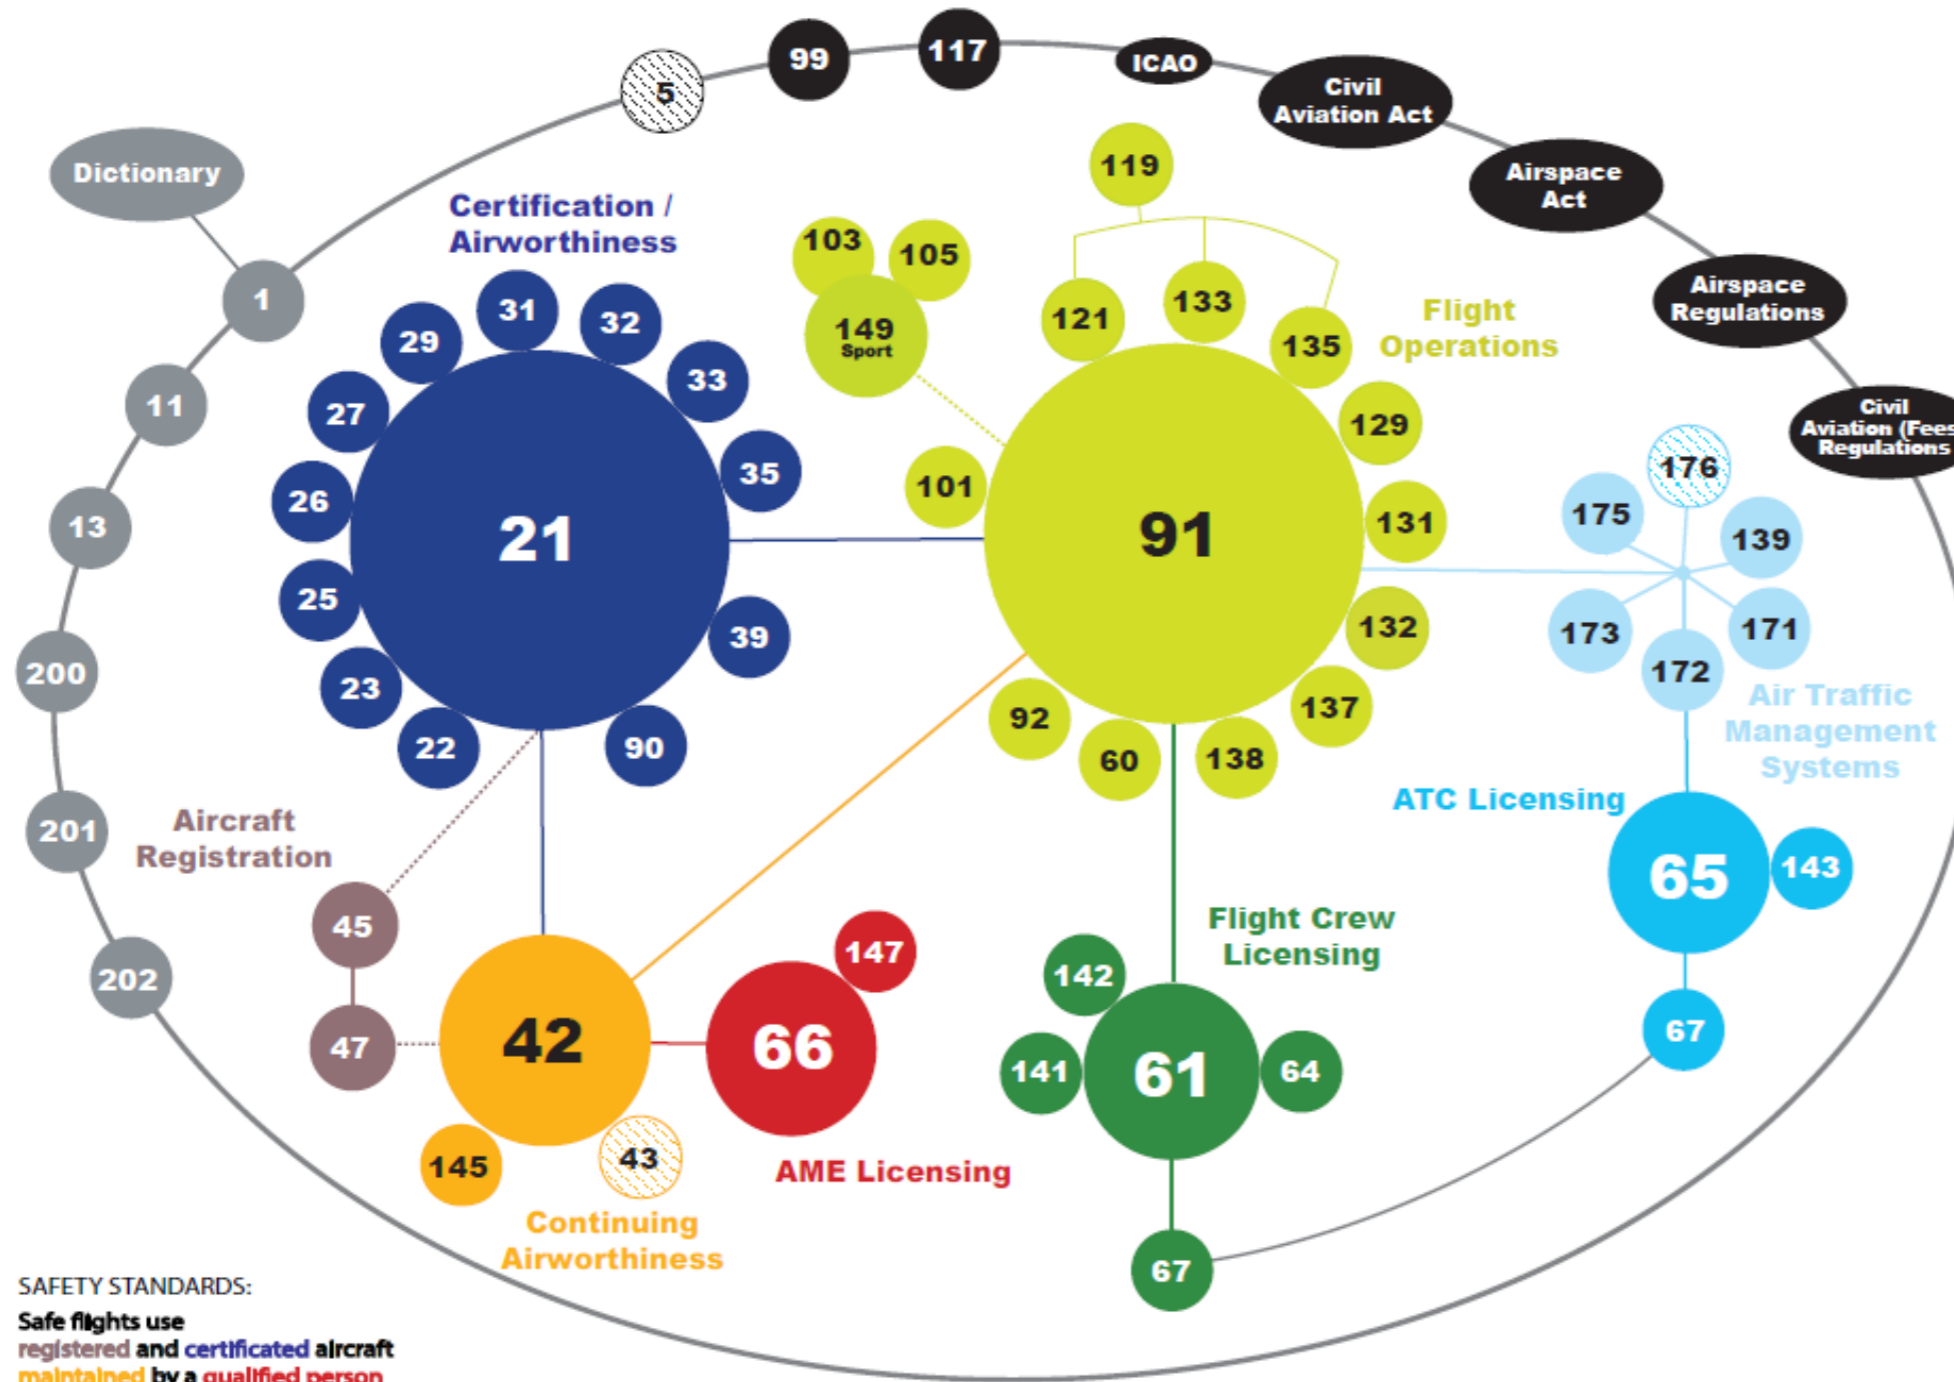 5
99
117
ICAO
Civil
Aviation Act
Airspace
Act
Airspace
Regulations
Civil
Aviation (Fees
Regulations
Dictionary
1
11
13
200
201
202
Certification /
Airworthiness
21
22
23
25
26
27
29
31
32
33
35
39
90
103
105
149
Sport
119
121
133
135
Flight
Operations
101
91
129
131
132
137
138
60
92
175
176
139
173
172
171
Air Traffic
Management
Systems
ATC Licensing
65
143
67
Aircraft
Registration
45
47
42
145
43
Continuing
Airworthiness
66
147
AME Licensing
Flight Crew
Licensing
142
141
61
64
67
SAFETY STANDARDS:
Safe flights use
registered and certificated aircraft
maintained by a qualified person